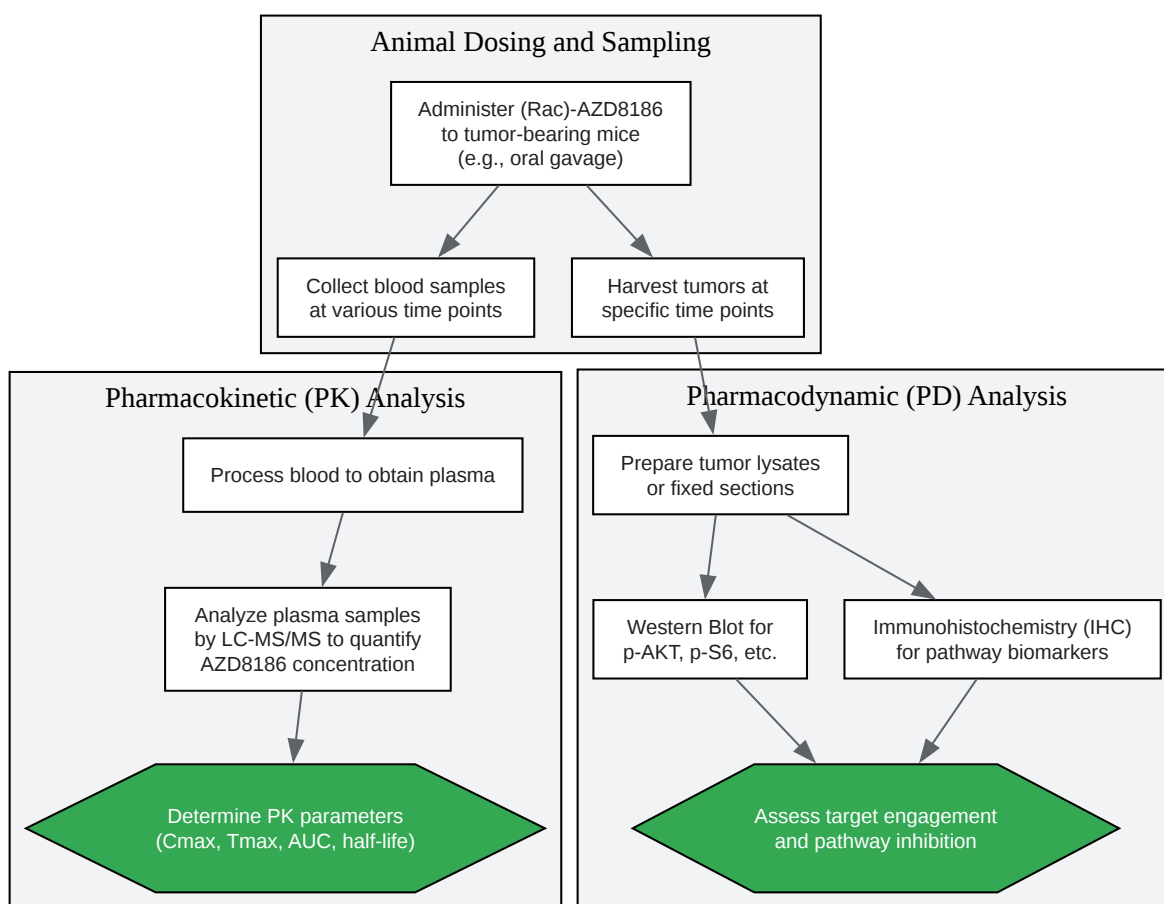 Animal Dosing and Sampling
Administer (Rac)-AZD8186
to tumor-bearing mice
(e.g., oral gavage)
Collect blood samples
at various time points
Harvest tumors at
specific time points
Pharmacokinetic (PK) Analysis
Process blood to obtain plasma
Analyze plasma samples
by LC-MS/MS to quantify
AZD8186 concentration
Determine PK parameters
(Cmax, Tmax, AUC, half-life)
Pharmacodynamic (PD) Analysis
Prepare tumor lysates
or fixed sections
Western Blot for
p-AKT, p-S6, etc.
Immunohistochemistry (IHC)
for pathway biomarkers
Assess target engagement
and pathway inhibition